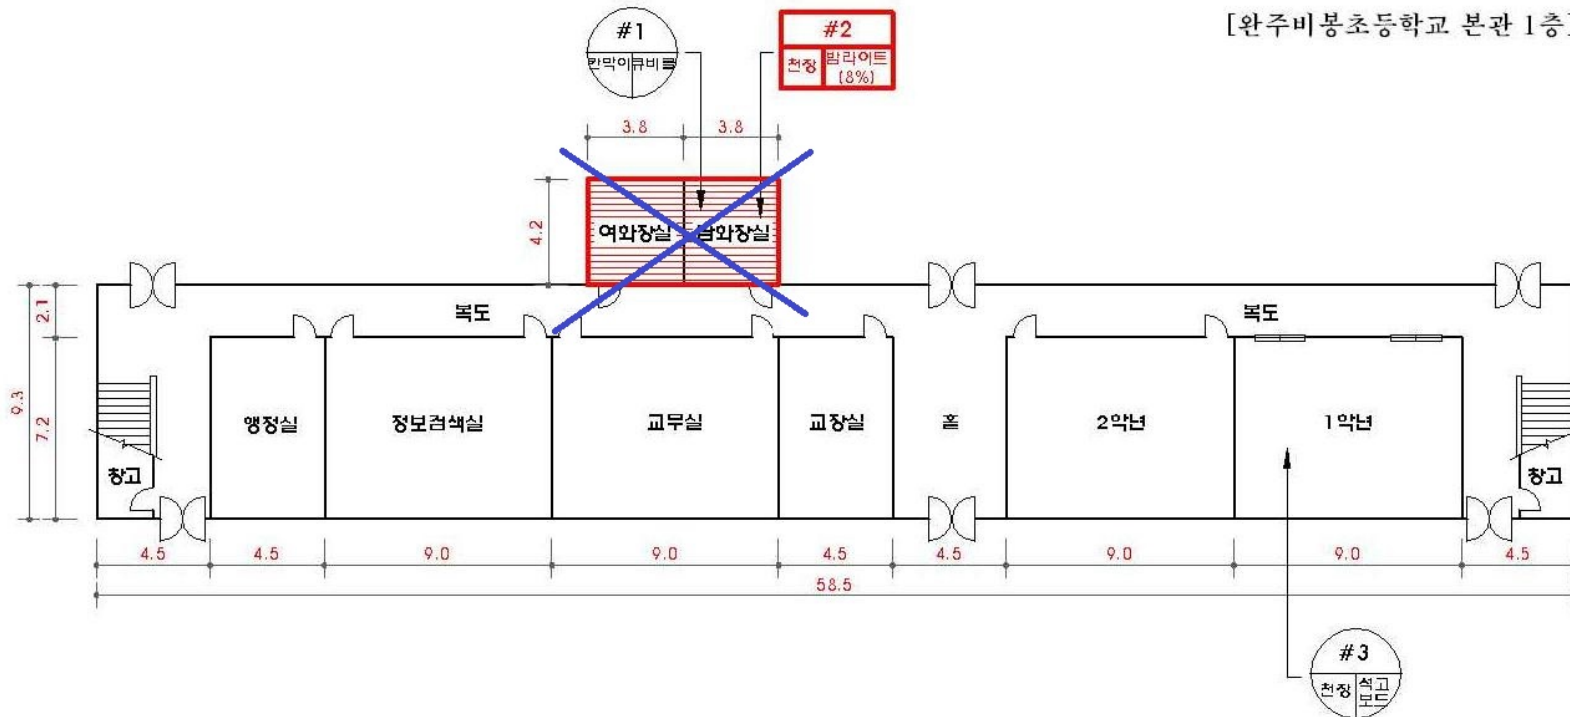 [완주비봉초등학교 본관 1층]
#1
칸막이 큐비클
#2
천장 밤라이트
(8%)
3.8 3.8
4.2
여화장실 남화장실
2.1
복도 복도
9.3
7.2
행정실 정보검색실 교무실 교장실 홀 2학년 1학년
창고 창고
4.5 4.5 9.0 9.0 4.5 4.5 9.0 9.0 4.5
58.5
#3
천장 석고
보드